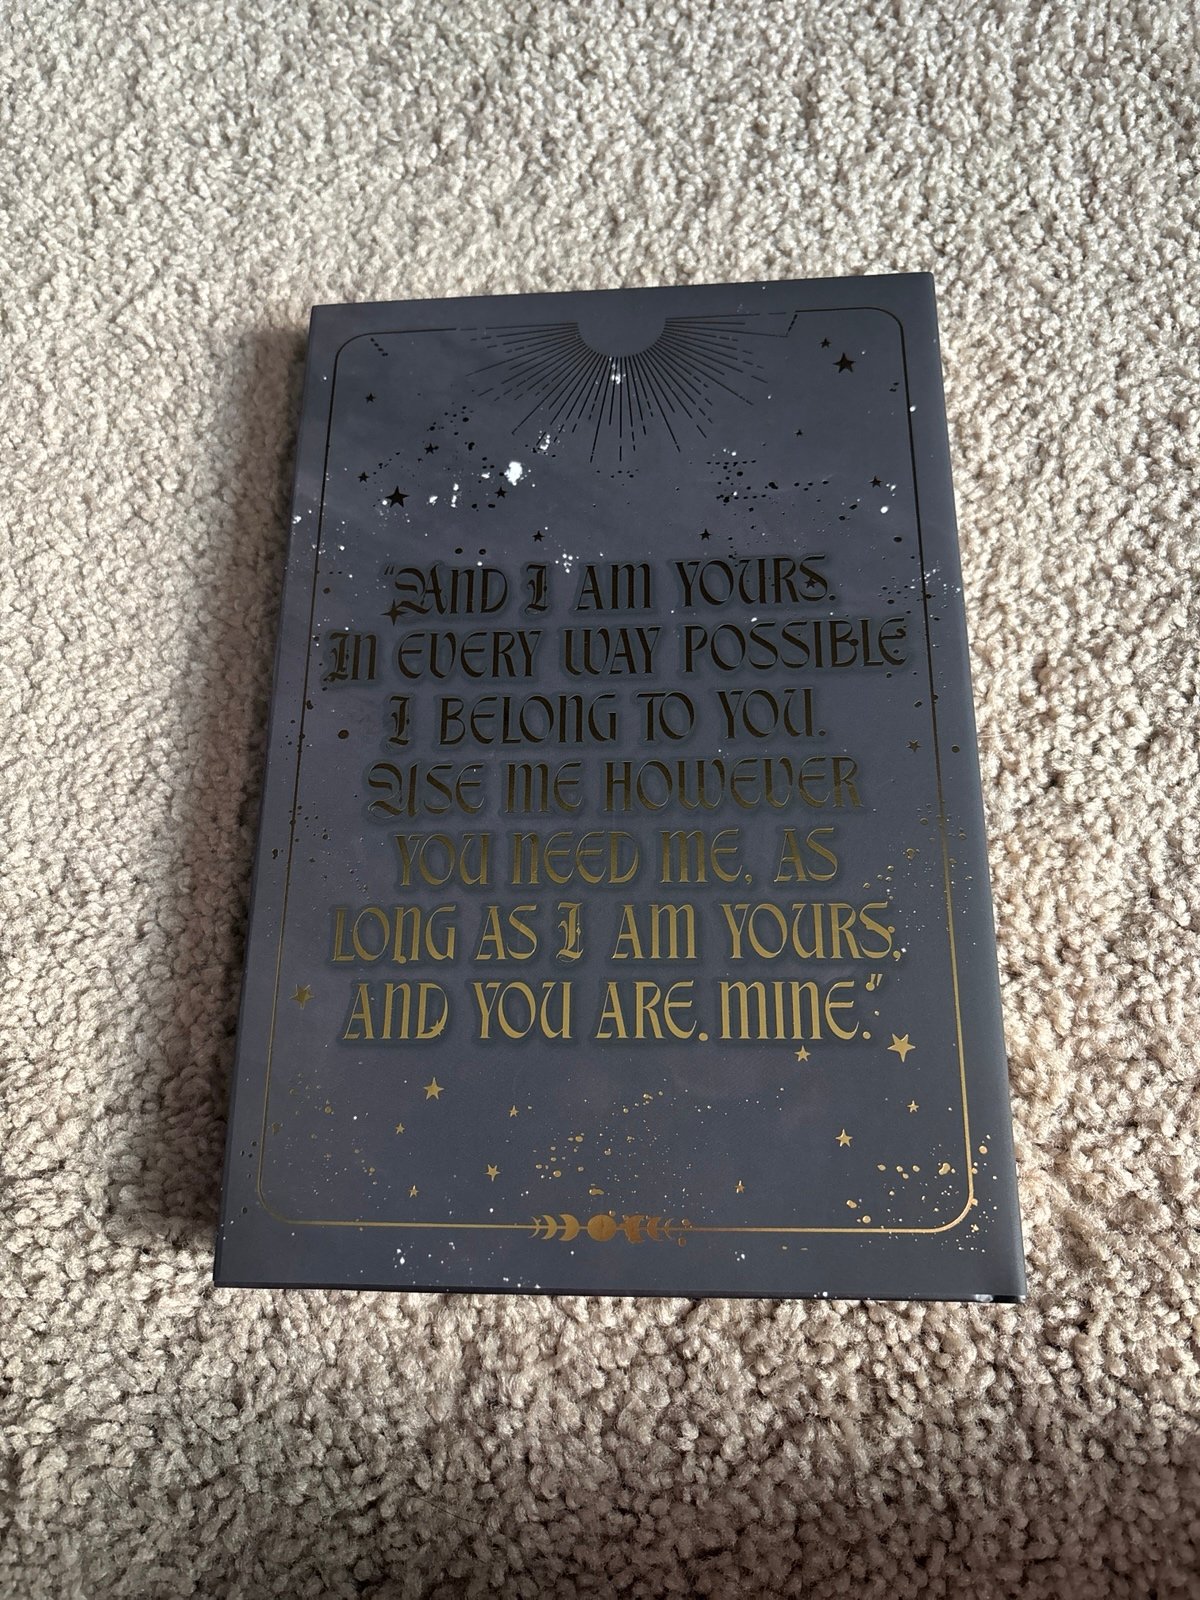 "And I am yours.
In every way possible
I belong to you.
Use me however
you need me, as
long as I am yours,
and you are mine."